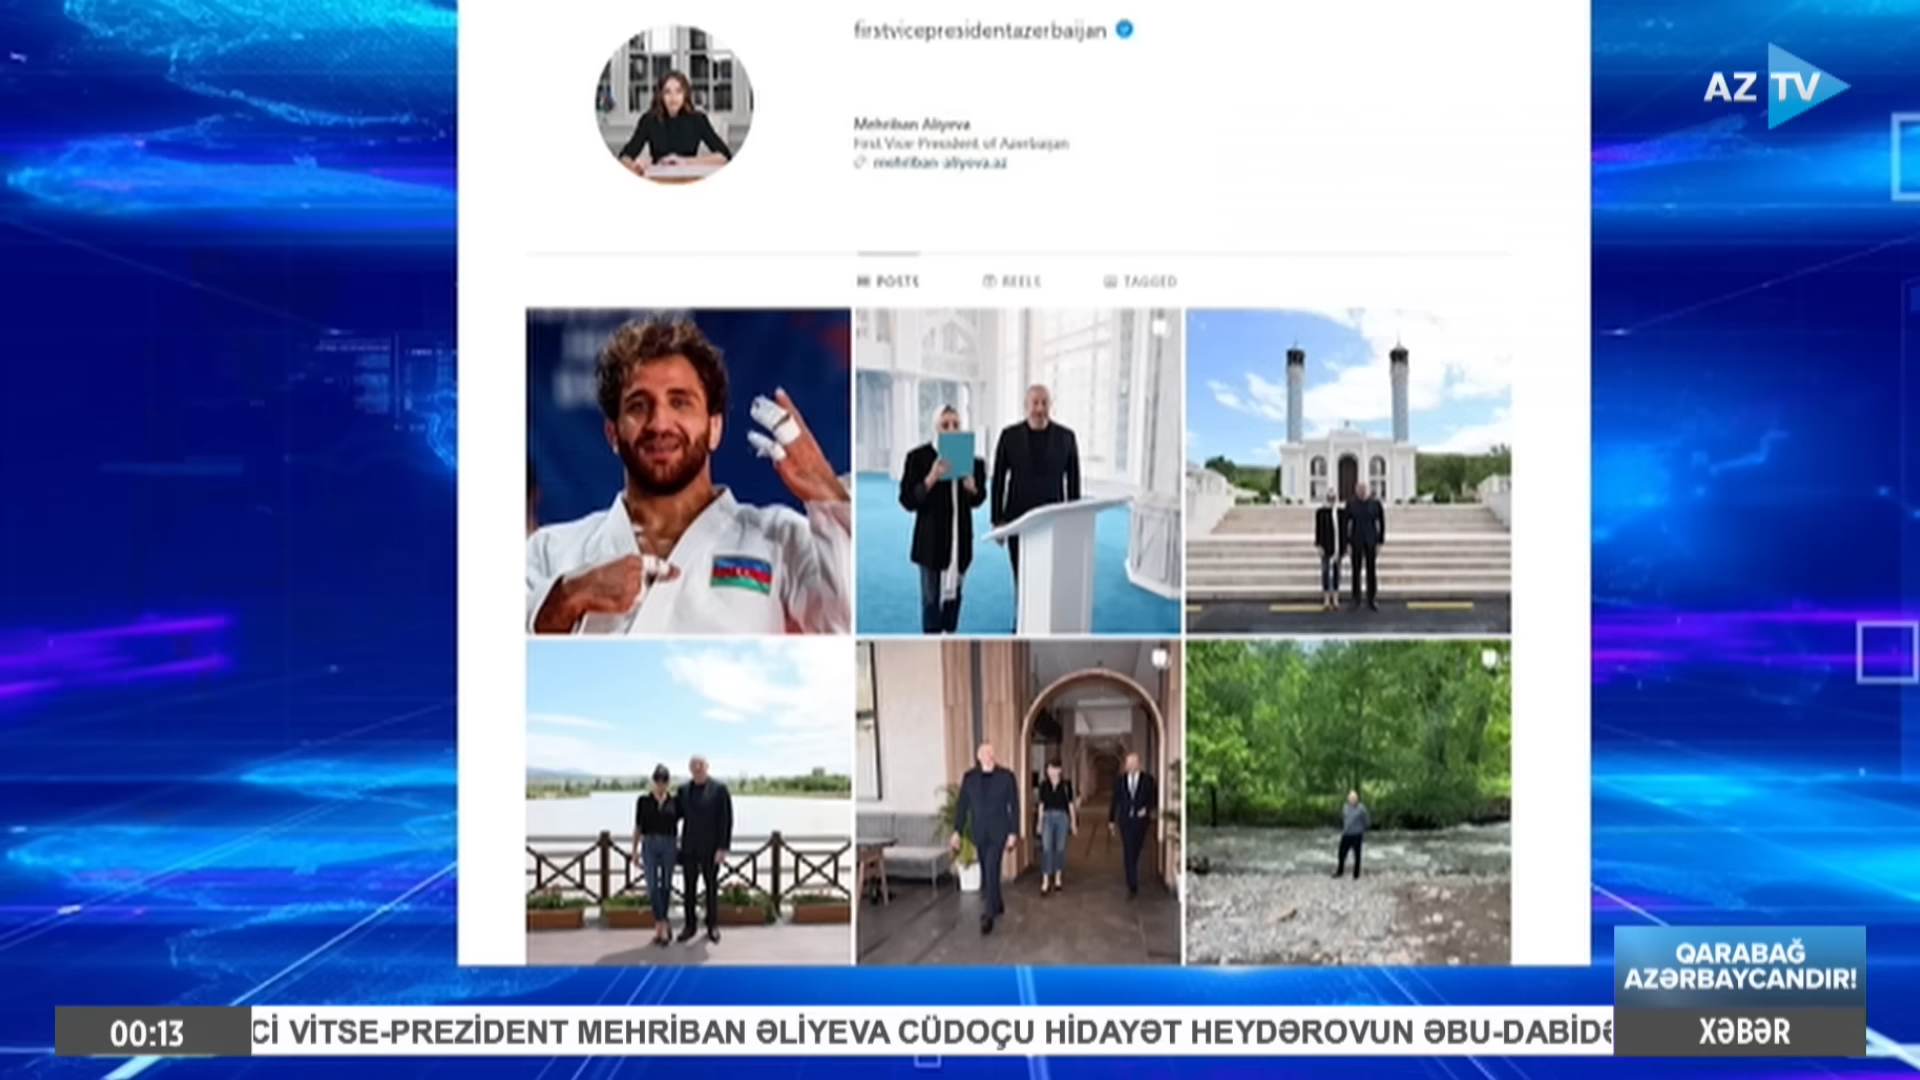 firstvicepresidentazerbaijan
AZ TV
Mehriban Aliyeva
First Vice President of Azerbaijan
mehriban-aliyeva.az
POSTS
REELS
TAGGED
QARABAĞ
AZƏRBAYCANDIR!
00:13
Cİ VİTSE-PREZİDENT MEHRİBAN ƏLİYEVA CÜDOÇU HİDAYƏT HEYDƏROVUN ƏBU-DABİDƏ
XƏBƏR